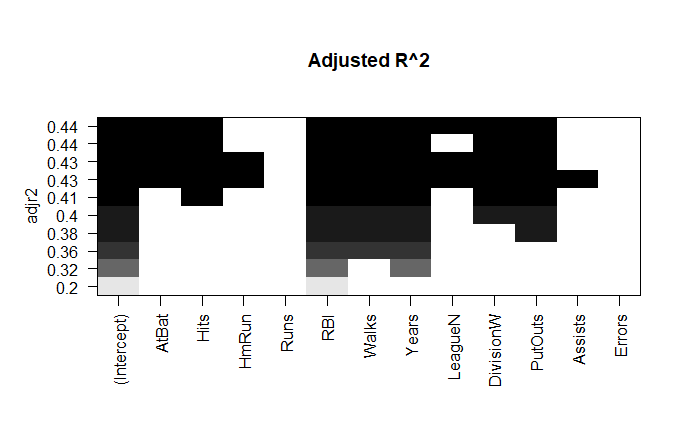 Adjusted R^2
adjr2
0.44
0.44
0.43
0.43
0.41
0.4
0.38
0.36
0.32
0.2
(Intercept)
AtBat
Hits
HmRun
Runs
RBI
Walks
Years
LeagueN
DivisionW
PutOuts
Assists
Errors